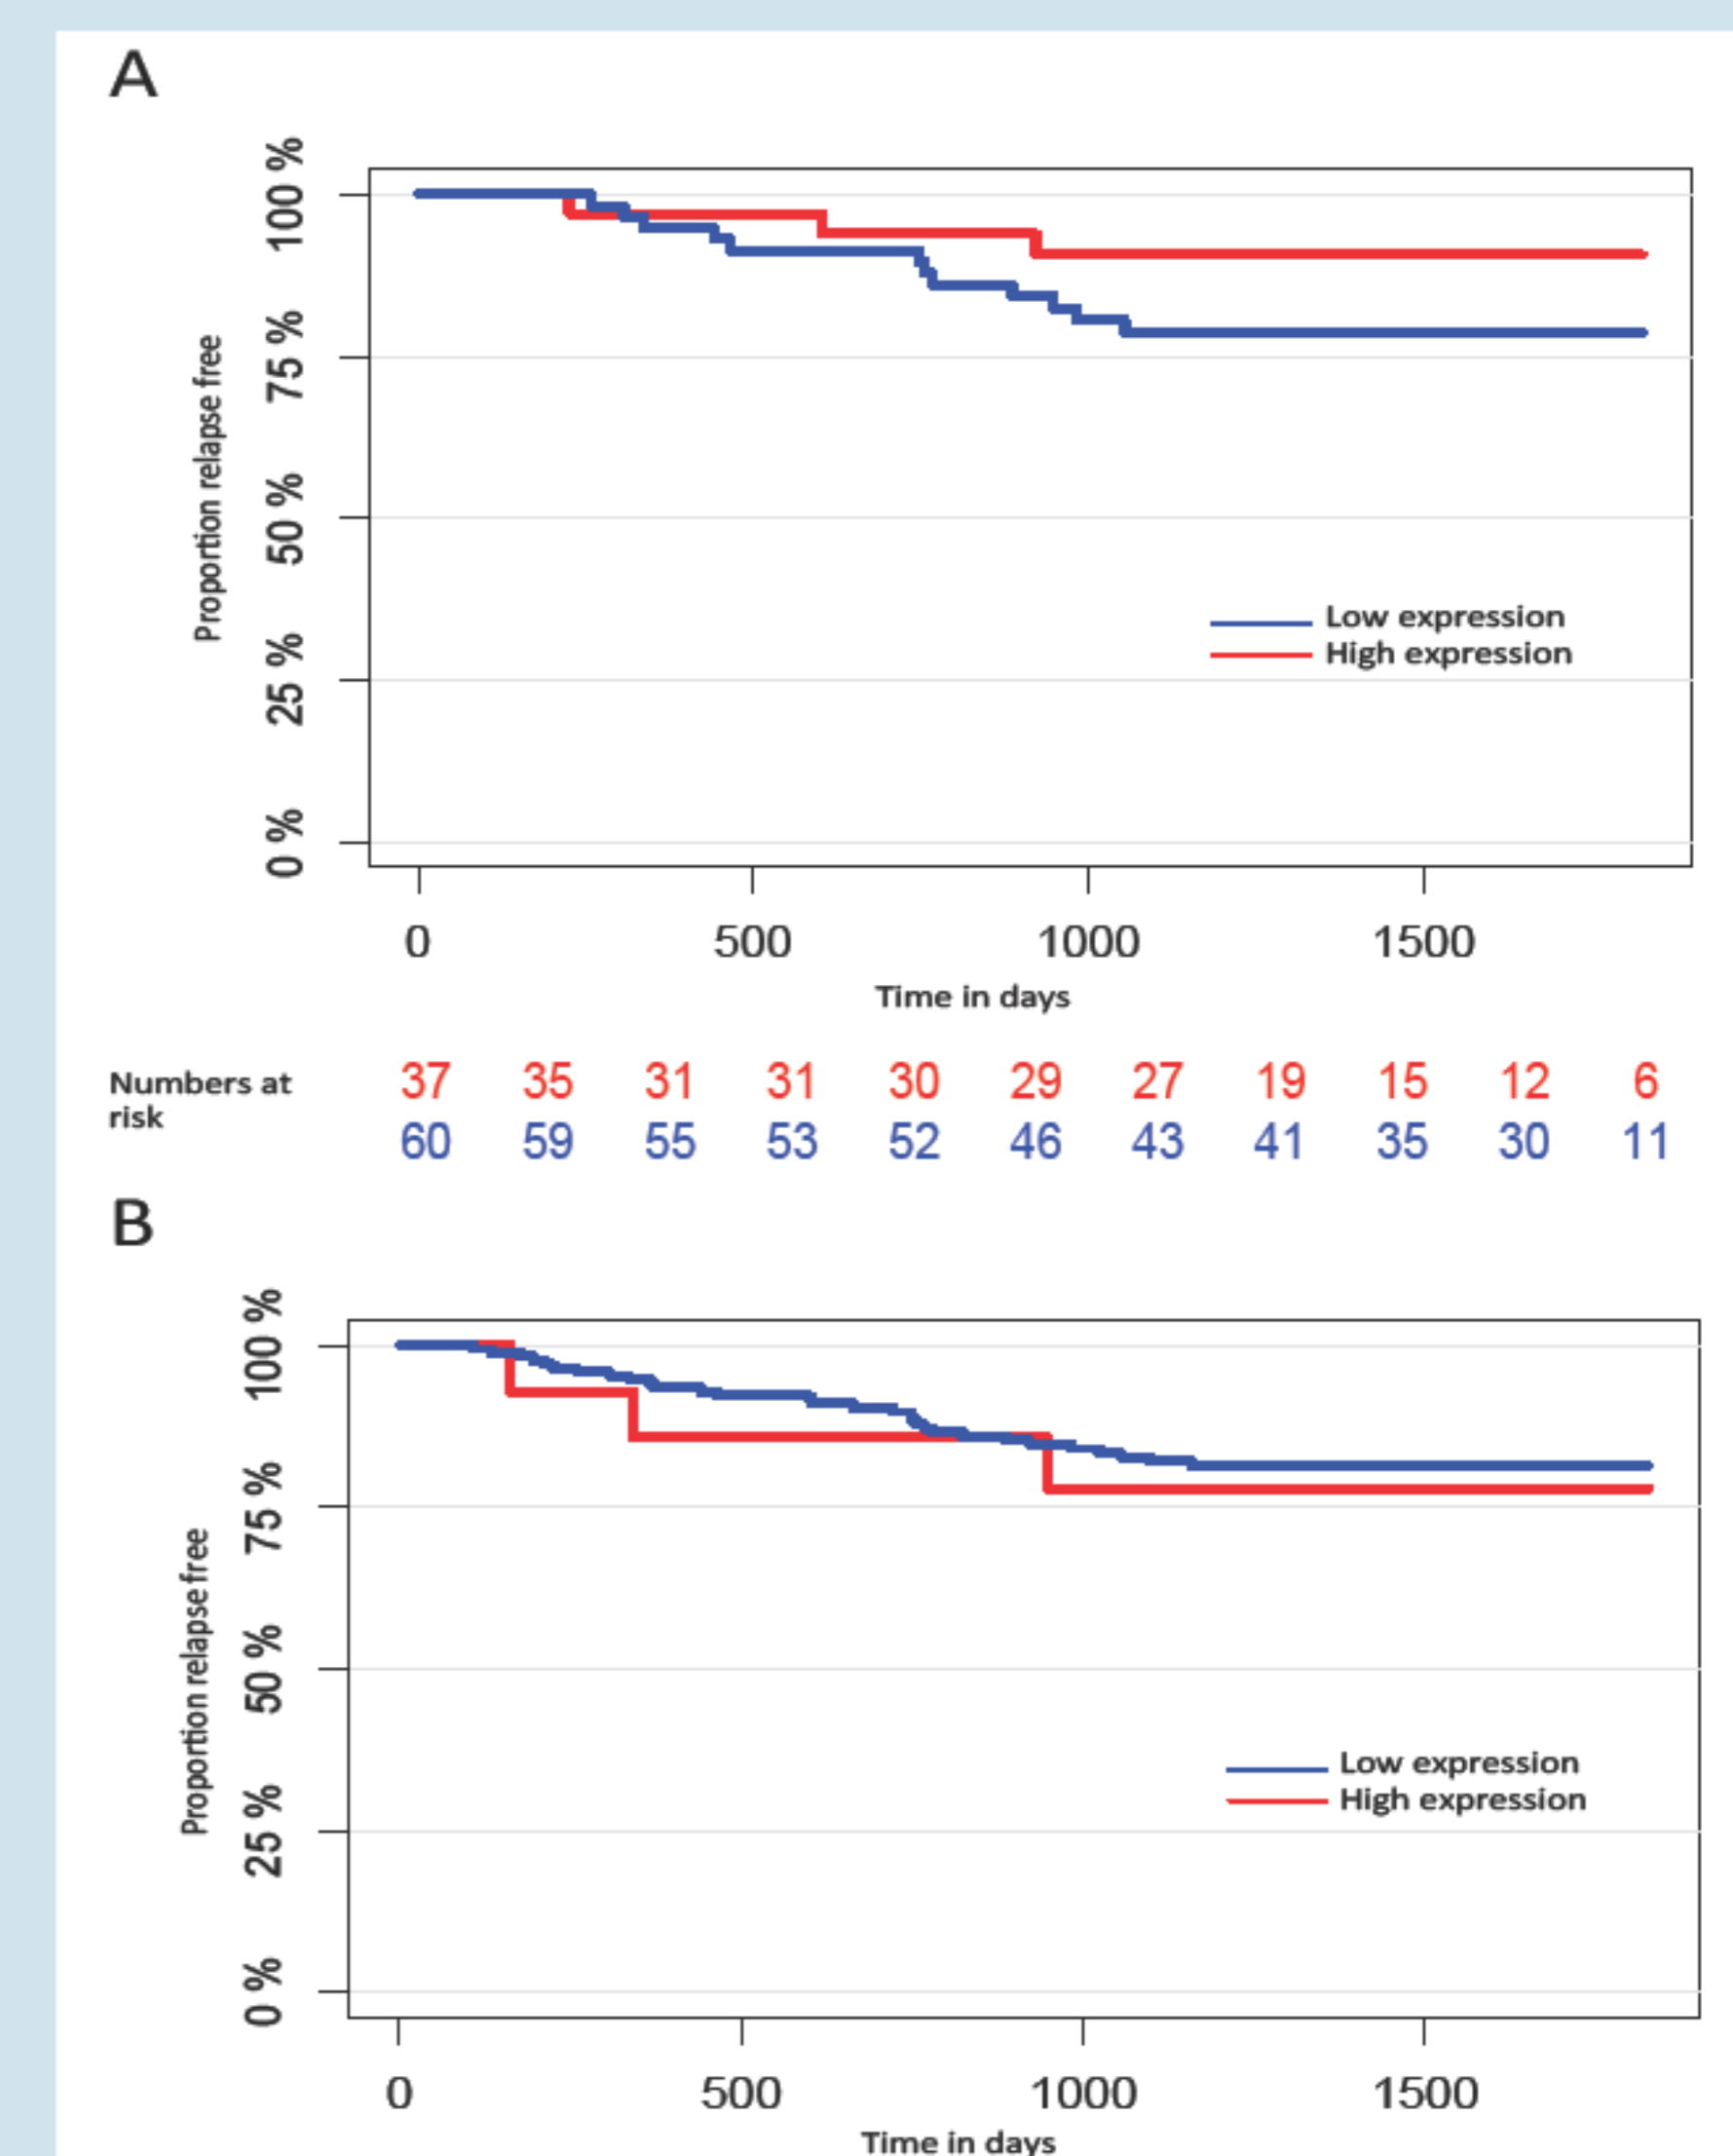 A
100 %
75 %
50 %
25 %
0 %
Proportion relapse free
Low expression
High expression
0 500 1000 1500
Time in days
Numbers at
risk
37 35 31 31 30 29 27 19 15 12 6
60 59 55 53 52 46 43 41 35 30 11
B
100 %
75 %
50 %
25 %
0 %
Proportion relapse free
Low expression
High expression
0 500 1000 1500
Time in days